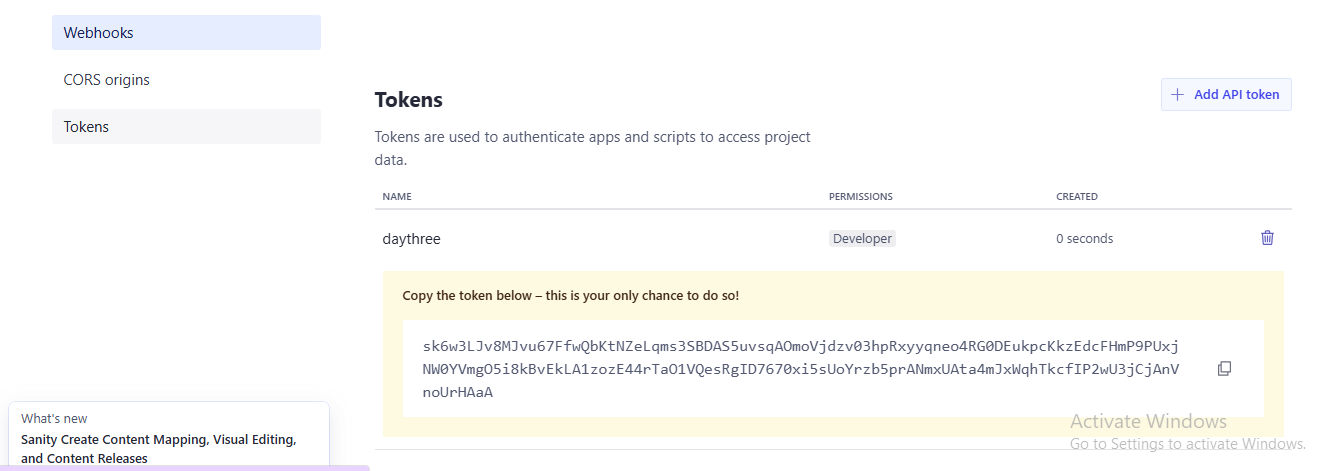 Webhooks
CORS origins
Tokens
Tokens
Add API token
Tokens are used to authenticate apps and scripts to access project
data.
NAME PERMISSIONS CREATED
daythree Developer 0 seconds
Copy the token below – this is your only chance to do so!
sk6w3LJv8MJvu67FfwQbKtNZeLqms3SBDAS5uvsqAOmoVjdzv03hpRxyyqneo4RG0DEukpcKkzEdcFHmP9PUxj
NW0YVmgO5i8kBvEkLA1zozE44rTaO1VQesRgID7670xi5sUoYrzb5prANmxUAta4mJxWqhTkcfIP2wU3jCjAnV
noUrHAaA
What's new
Sanity Create Content Mapping, Visual Editing,
and Content Releases
Activate Windows
Go to Settings to activate Windows.